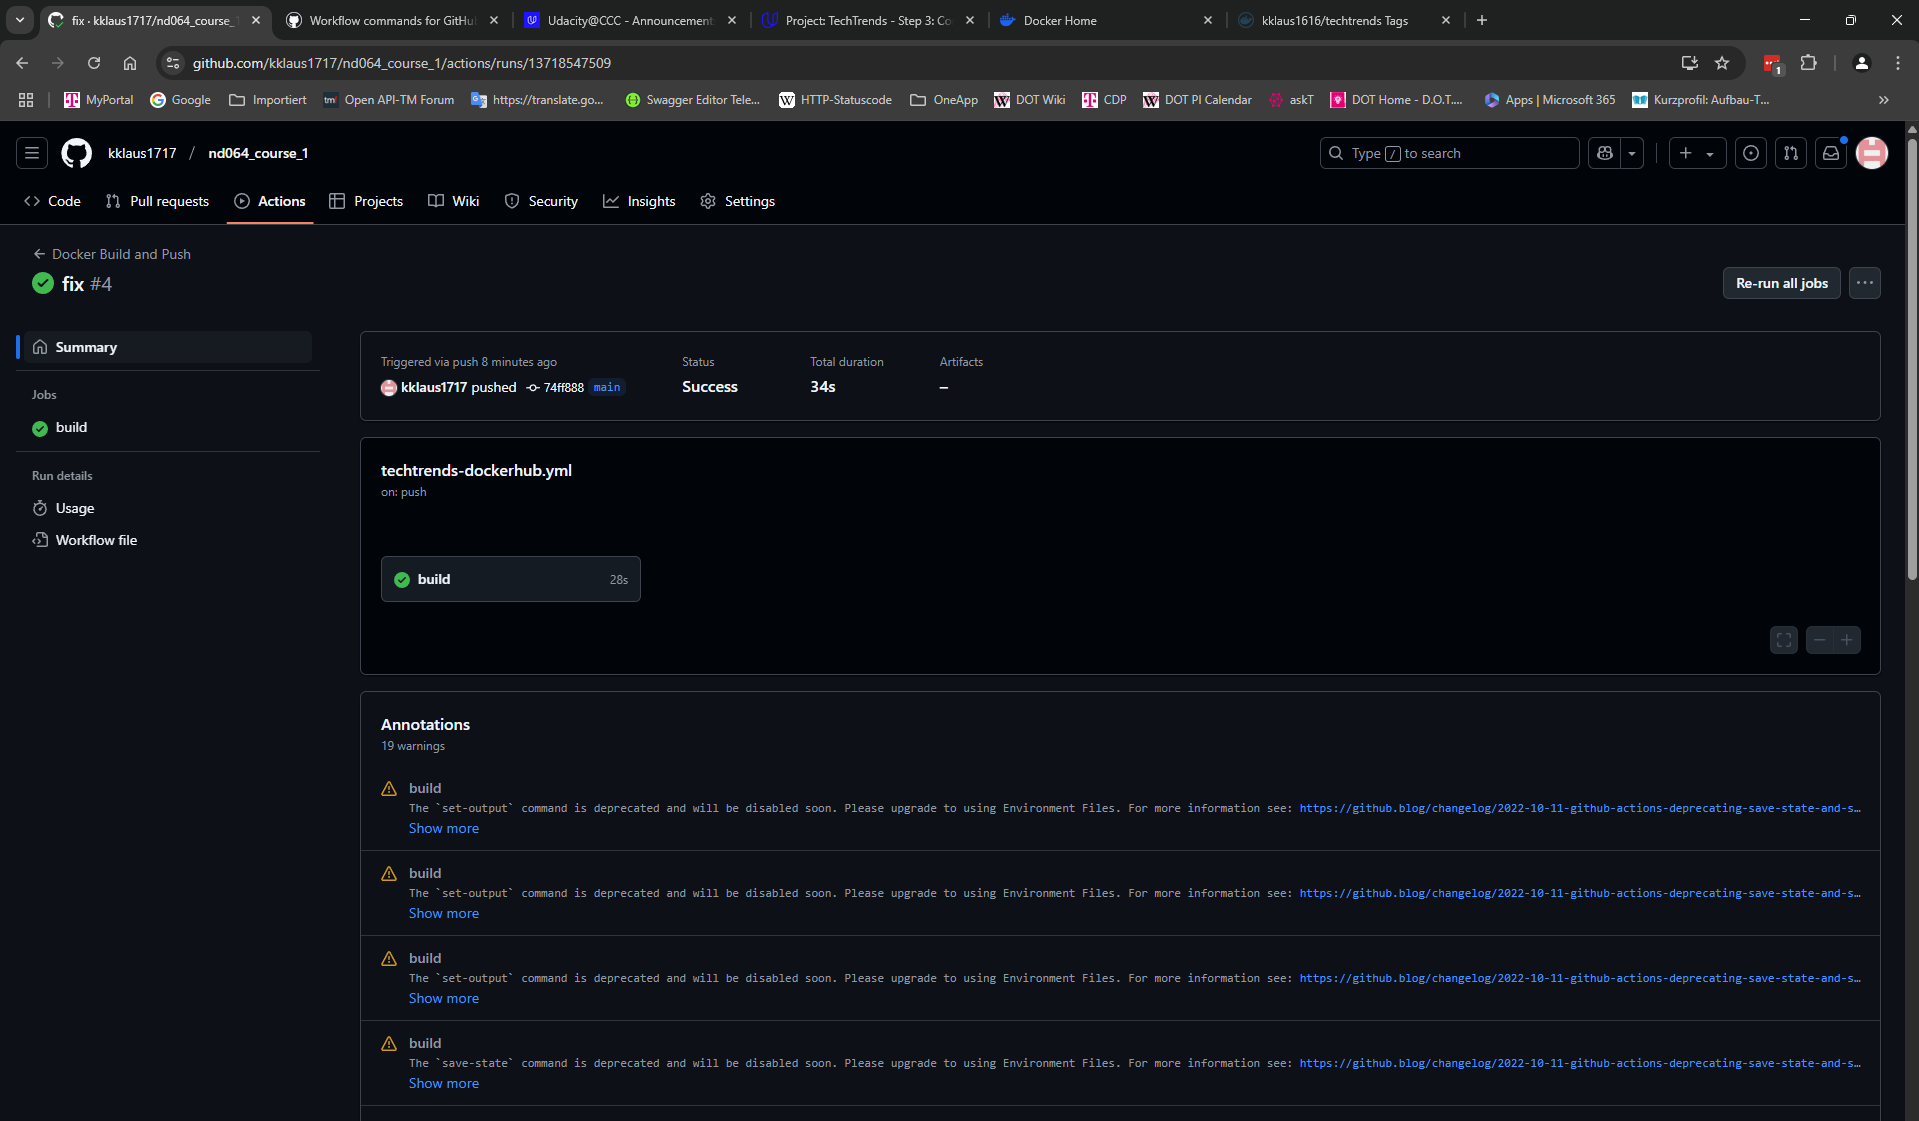 fix · kklaus1717/nd064_course_
Workflow commands for GitHu
Udacity@CCC - Announcement
Project: TechTrends - Step 3: Co
Docker Home
kklaus1616/techtrends Tags
github.com/kklaus1717/nd064_course_1/actions/runs/13718547509
1
MyPortal
Google
Importiert
Open API-TM Forum
https://translate.go...
Swagger Editor Tele...
HTTP-Statuscode
OneApp
DOT Wiki
CDP
DOT PI Calendar
askT
DOT Home - D.O.T....
Apps | Microsoft 365
Kurzprofil: Aufbau-T...
kklaus1717 / nd064_course_1
Type / to search
Code
Pull requests
Actions
Projects
Wiki
Security
Insights
Settings
Docker Build and Push
fix #4
Re-run all jobs
Summary
Jobs
build
Run details
Usage
Workflow file
Triggered via push 8 minutes ago
kklaus1717 pushed 74ff888 main
Status
Success
Total duration
34s
Artifacts
–
techtrends-dockerhub.yml
on: push
build 28s
Annotations
19 warnings
build
The `set-output` command is deprecated and will be disabled soon. Please upgrade to using Environment Files. For more information see: https://github.blog/changelog/2022-10-11-github-actions-deprecating-save-state-and-s…
Show more
build
The `set-output` command is deprecated and will be disabled soon. Please upgrade to using Environment Files. For more information see: https://github.blog/changelog/2022-10-11-github-actions-deprecating-save-state-and-s…
Show more
build
The `set-output` command is deprecated and will be disabled soon. Please upgrade to using Environment Files. For more information see: https://github.blog/changelog/2022-10-11-github-actions-deprecating-save-state-and-s…
Show more
build
The `save-state` command is deprecated and will be disabled soon. Please upgrade to using Environment Files. For more information see: https://github.blog/changelog/2022-10-11-github-actions-deprecating-save-state-and-s…
Show more